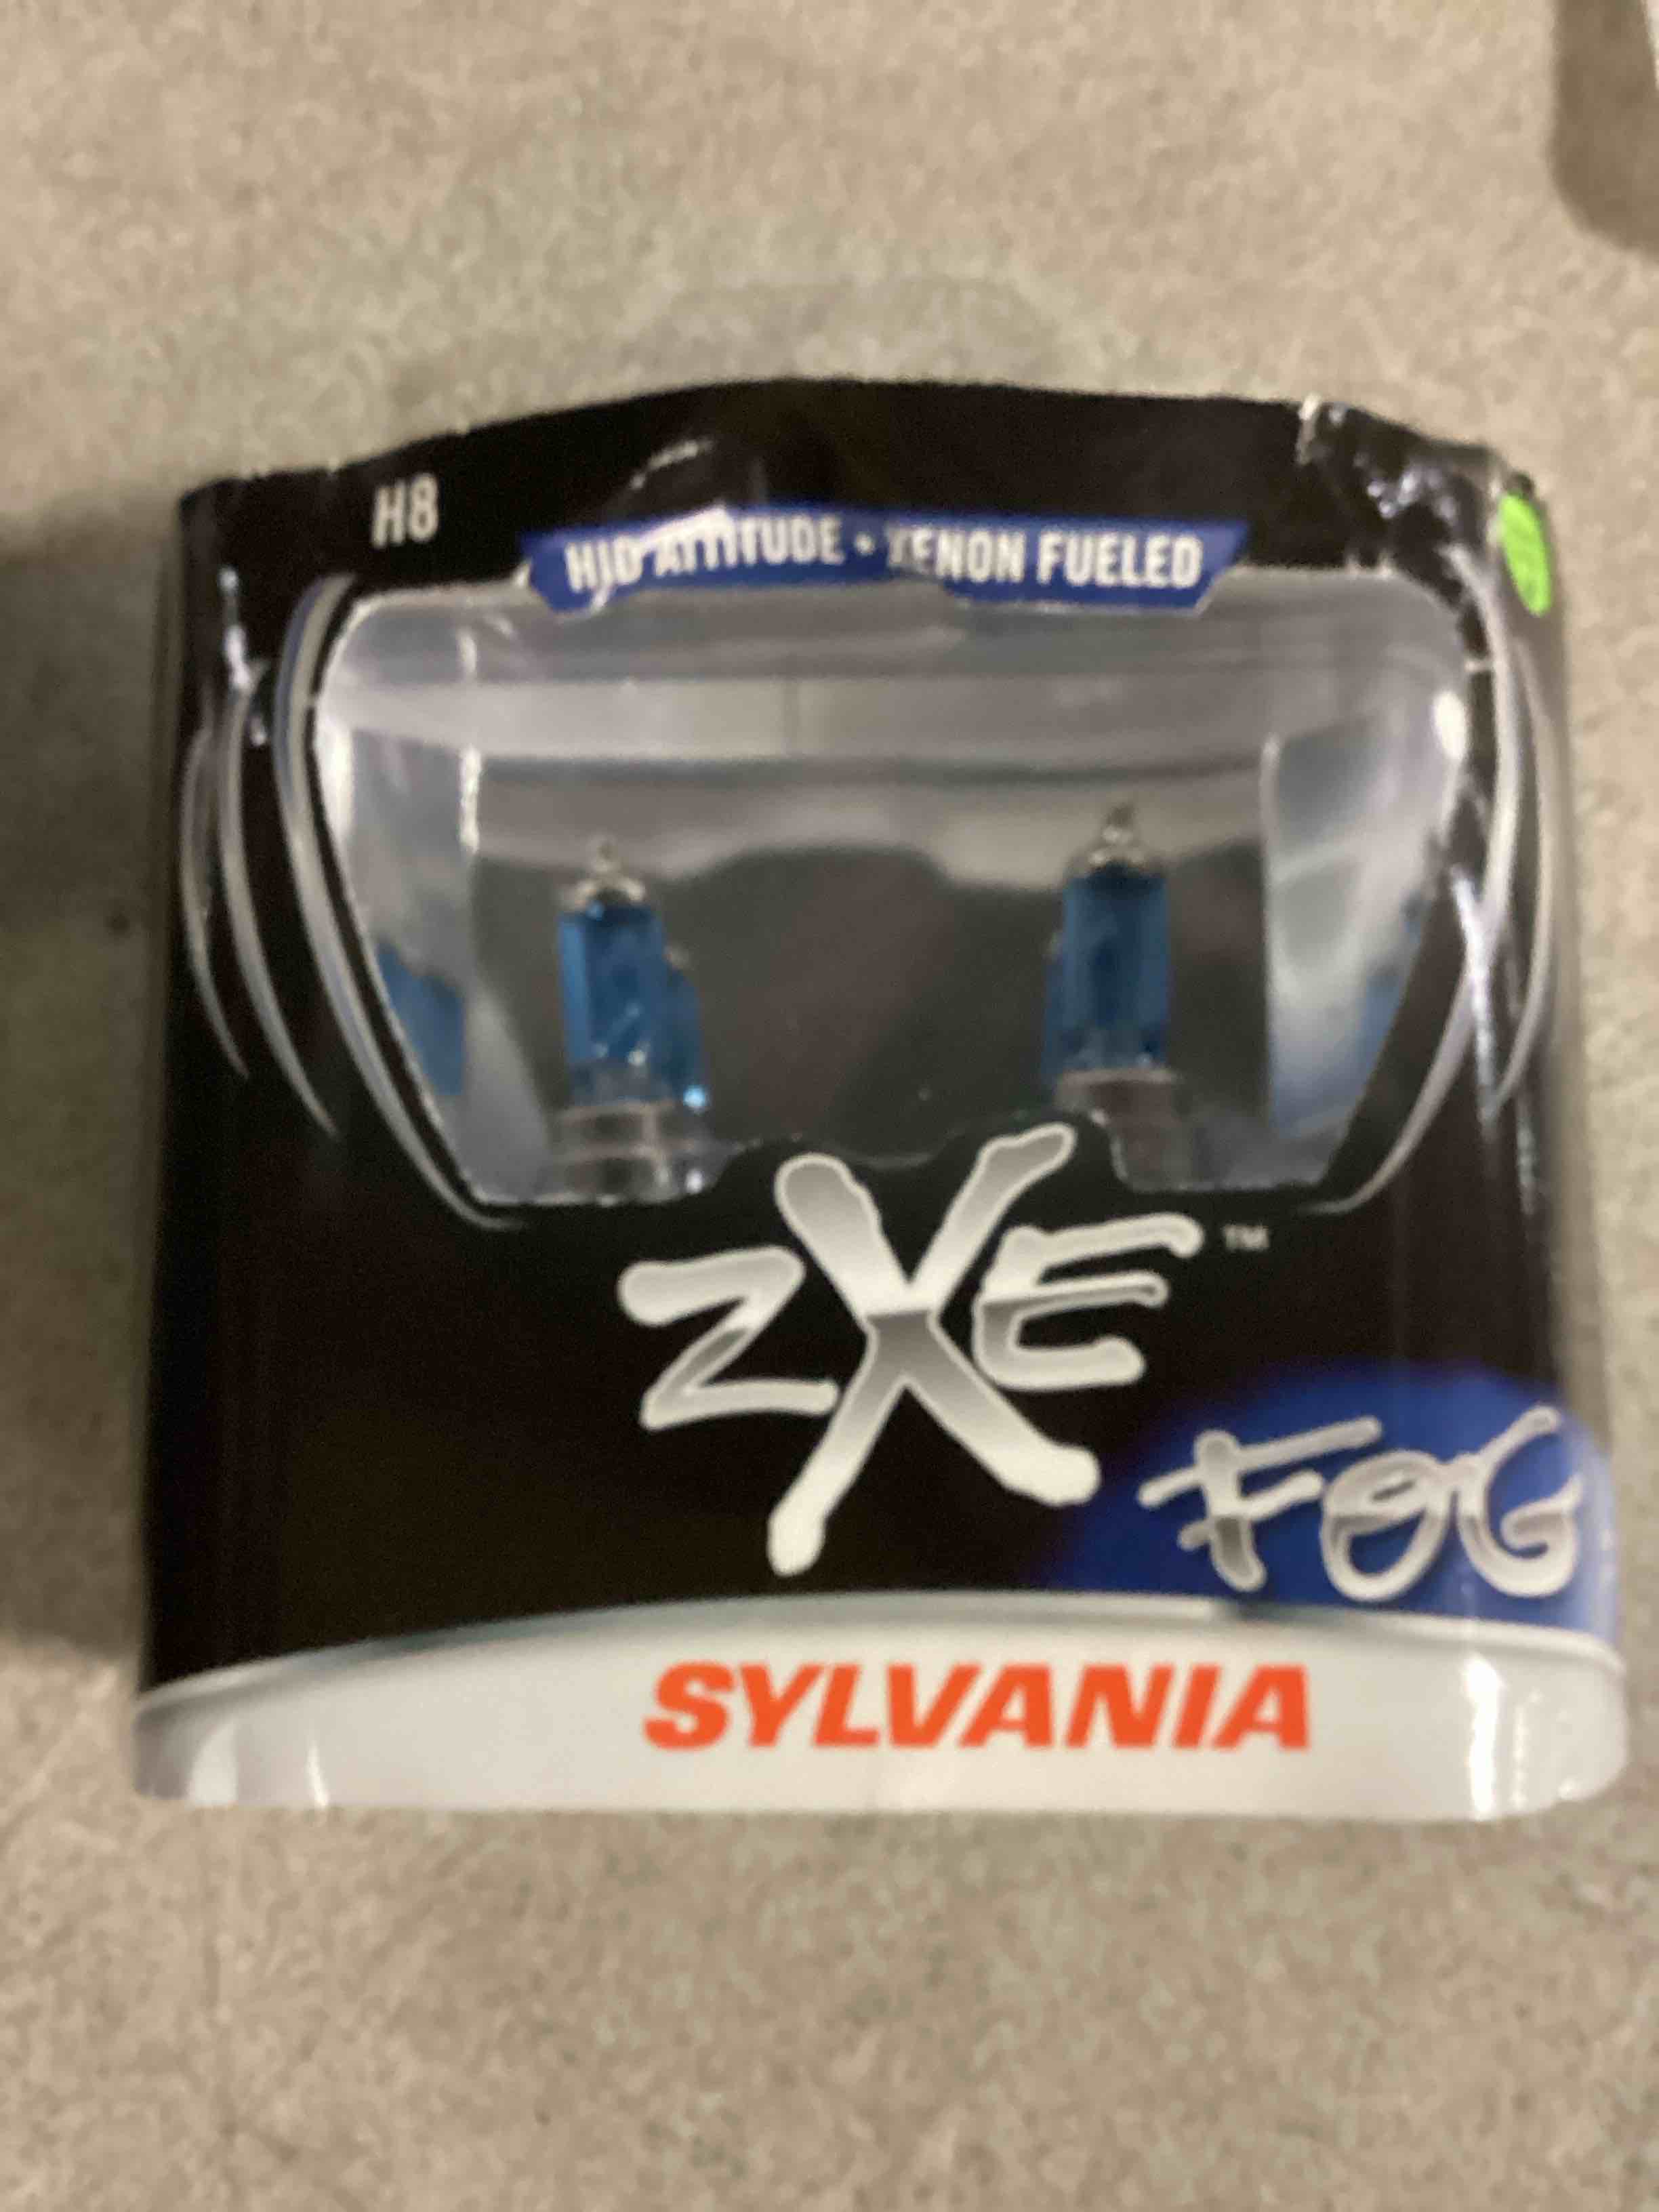 H8
HID ATTITUDE • XENON FUELED
ZXE™
FOG
SYLVANIA